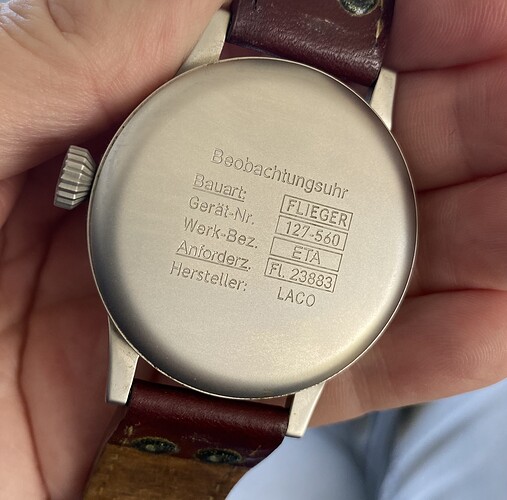 Beobachtungsuhr
Bauart: FLIEGER
Gerät-Nr. 127-560
Werk-Bez. ETA
Anforderz. Fl. 23883
Hersteller: LACO